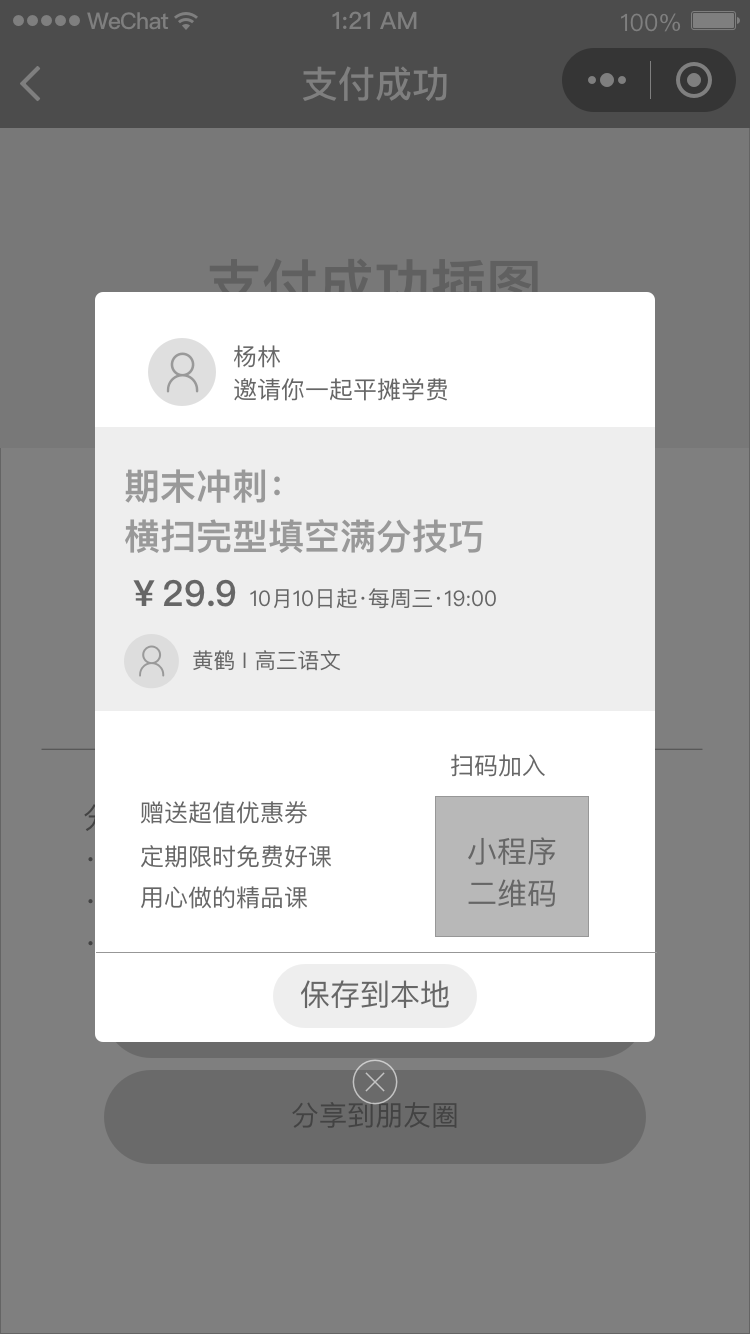 WeChat 1:21 AM 100%
支付成功
支付成功插图
杨林
邀请你一起平摊学费
期末冲刺：
横扫完型填空满分技巧
¥ 29.9 10月10日起·每周三·19:00
黄鹤 | 高三语文
扫码加入
赠送超值优惠券
定期限时免费好课
用心做的精品课
小程序
二维码
保存到本地
分享到朋友圈